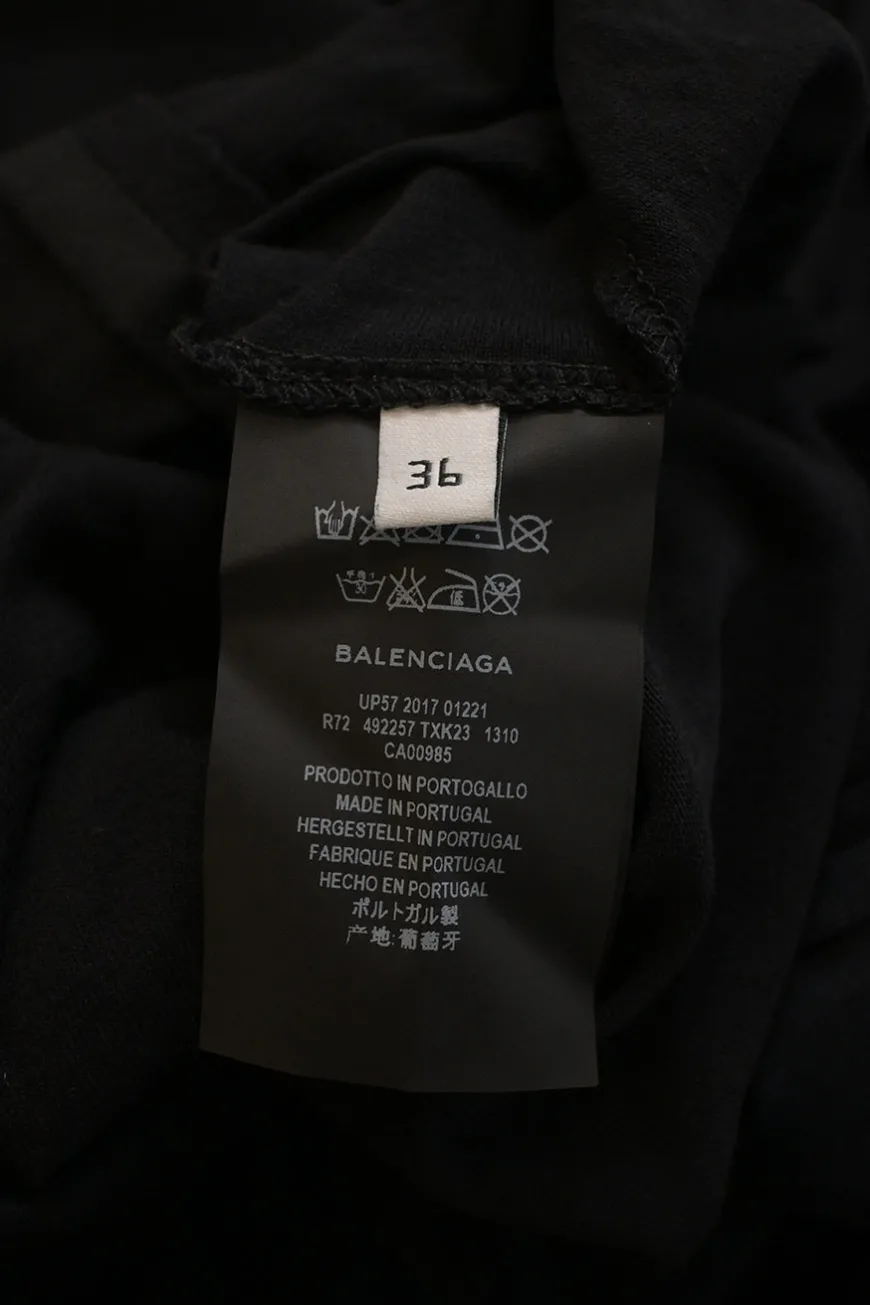 36
BALENCIAGA
UP57 2017 01221
R72 492257 TXK23 1310
CA00985
PRODOTTO IN PORTOGALLO
MADE IN PORTUGAL
HERGESTELLT IN PORTUGAL
FABRIQUE EN PORTUGAL
HECHO EN PORTUGAL
ポルトガル製
产地:葡萄牙